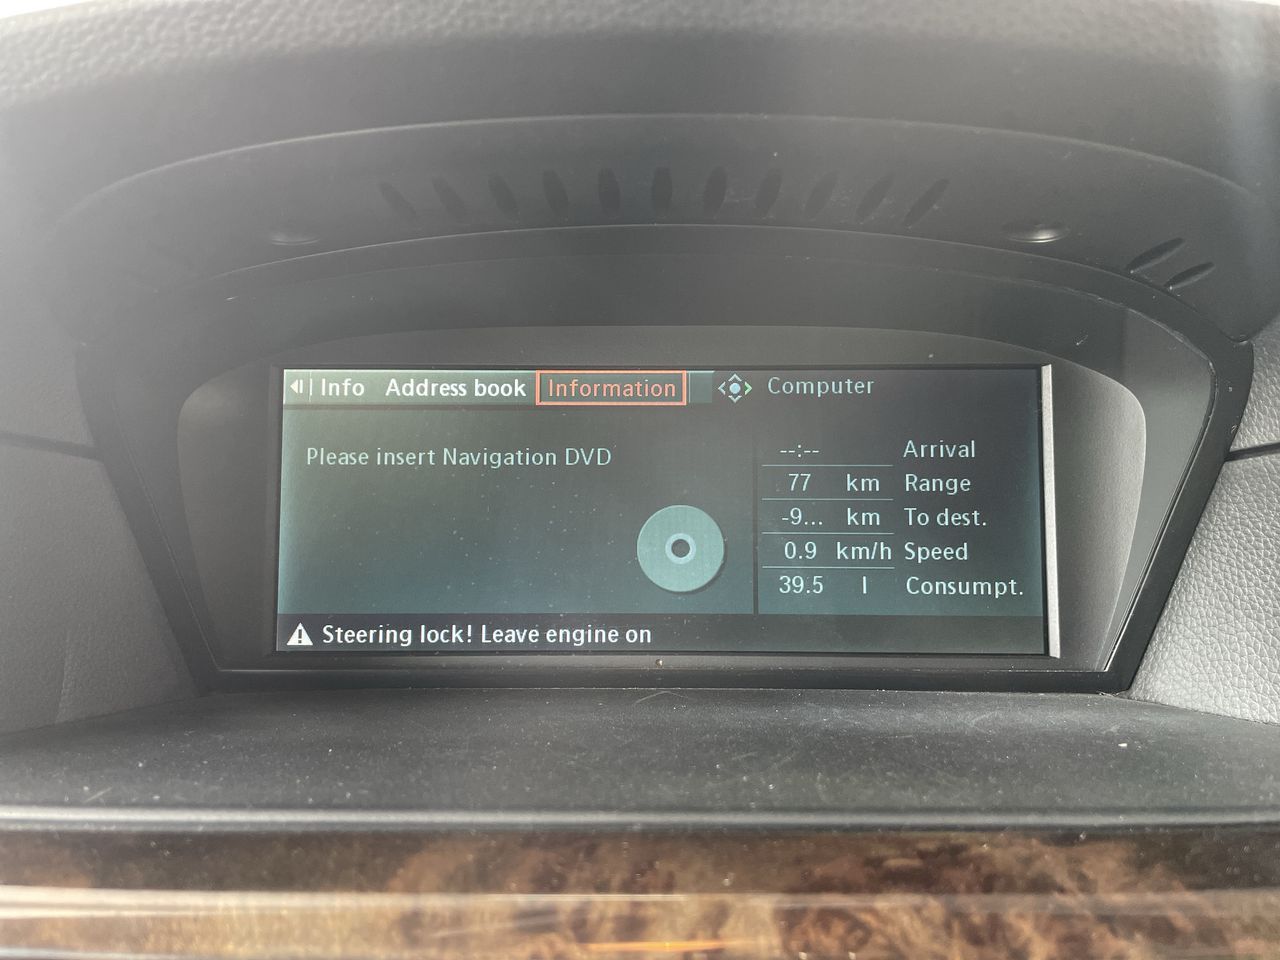 Info Address book Information Computer
Please insert Navigation DVD
--:-- Arrival
77 km Range
-9... km To dest.
0.9 km/h Speed
39.5 l Consumpt.
Steering lock! Leave engine on